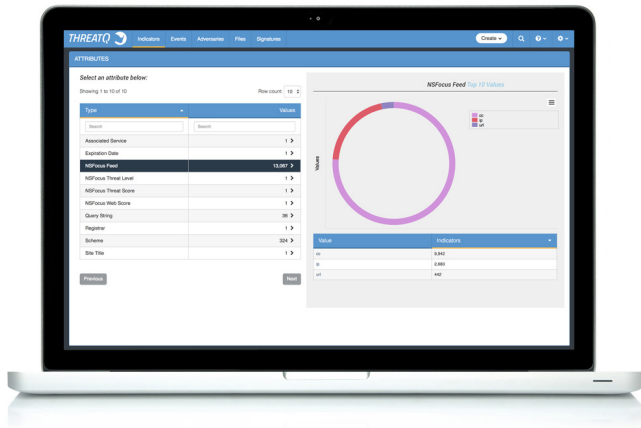 THREATQ
Indicators Events Adversaries Files Signatures
Create
ATTRIBUTES
Select an attribute below:
Showing 1 to 10 of 10 Row count 10
Type Values
Search Search
Associated Service 1
Expiration Date 1
NSFocus Feed 13,067
NSFocus Threat Level 1
NSFocus Threat Score 1
NSFocus Web Score 1
Query String 36
Registrar 1
Scheme 324
Site Title 1
Previous Next
NSFocus Feed Top 10 Values
cc
ip
url
Values
Value Indicators
cc 9,942
ip 2,683
url 442